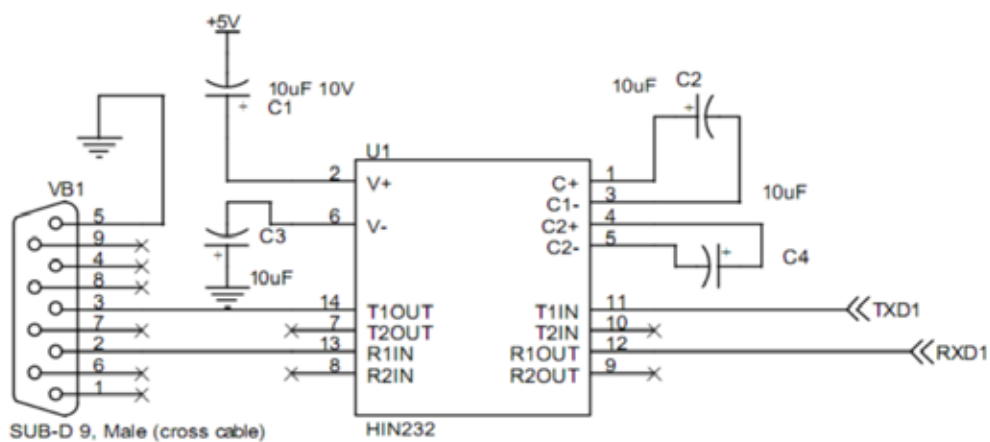 +5V
10uF 10V
C1
10uF
C2
U1
VB1
2
V+
C+
1
3
C1-
10uF
5
6
V-
C2+
4
C3
C2-
5
C4
9
4
8
10uF
3
14
T1OUT
T1IN
11
TXD1
7
7
T2OUT
T2IN
10
2
13
R1IN
R1OUT
12
RXD1
6
8
R2IN
R2OUT
9
1
SUB-D 9, Male (cross cable)
HIN232